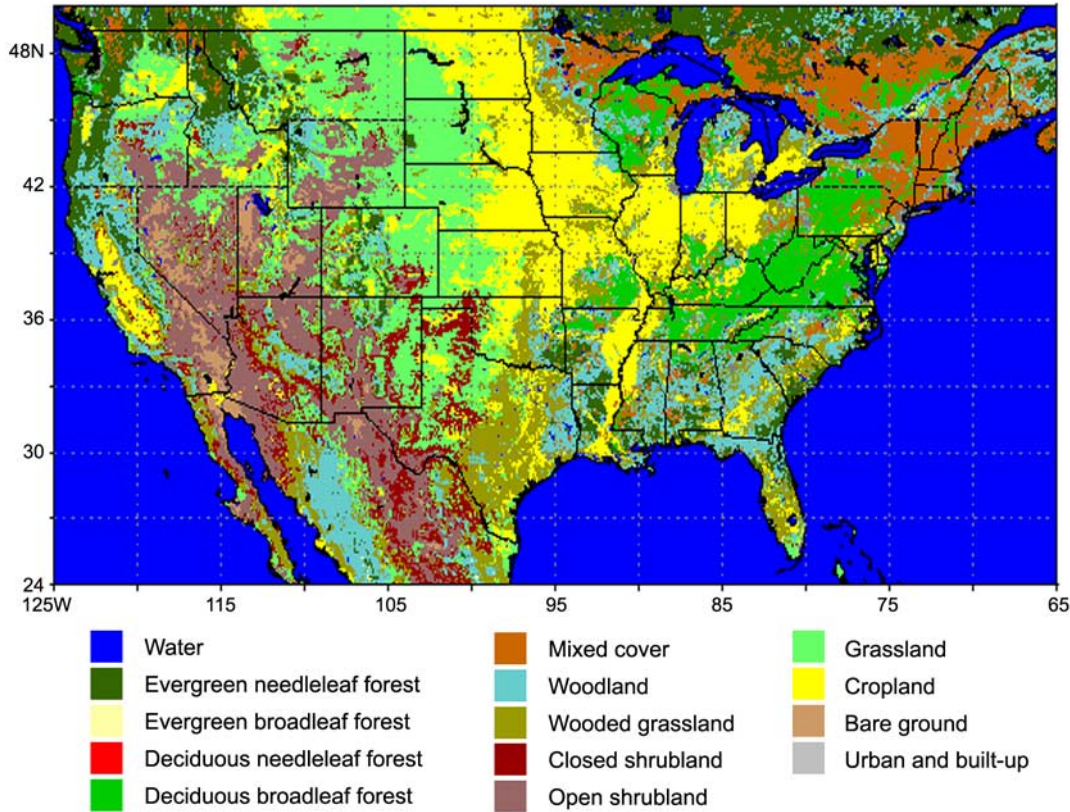 48N
42
36
30
24
125W 115 105 95 85 75 65
Water
Evergreen needleleaf forest
Evergreen broadleaf forest
Deciduous needleleaf forest
Deciduous broadleaf forest
Mixed cover
Woodland
Wooded grassland
Closed shrubland
Open shrubland
Grassland
Cropland
Bare ground
Urban and built-up